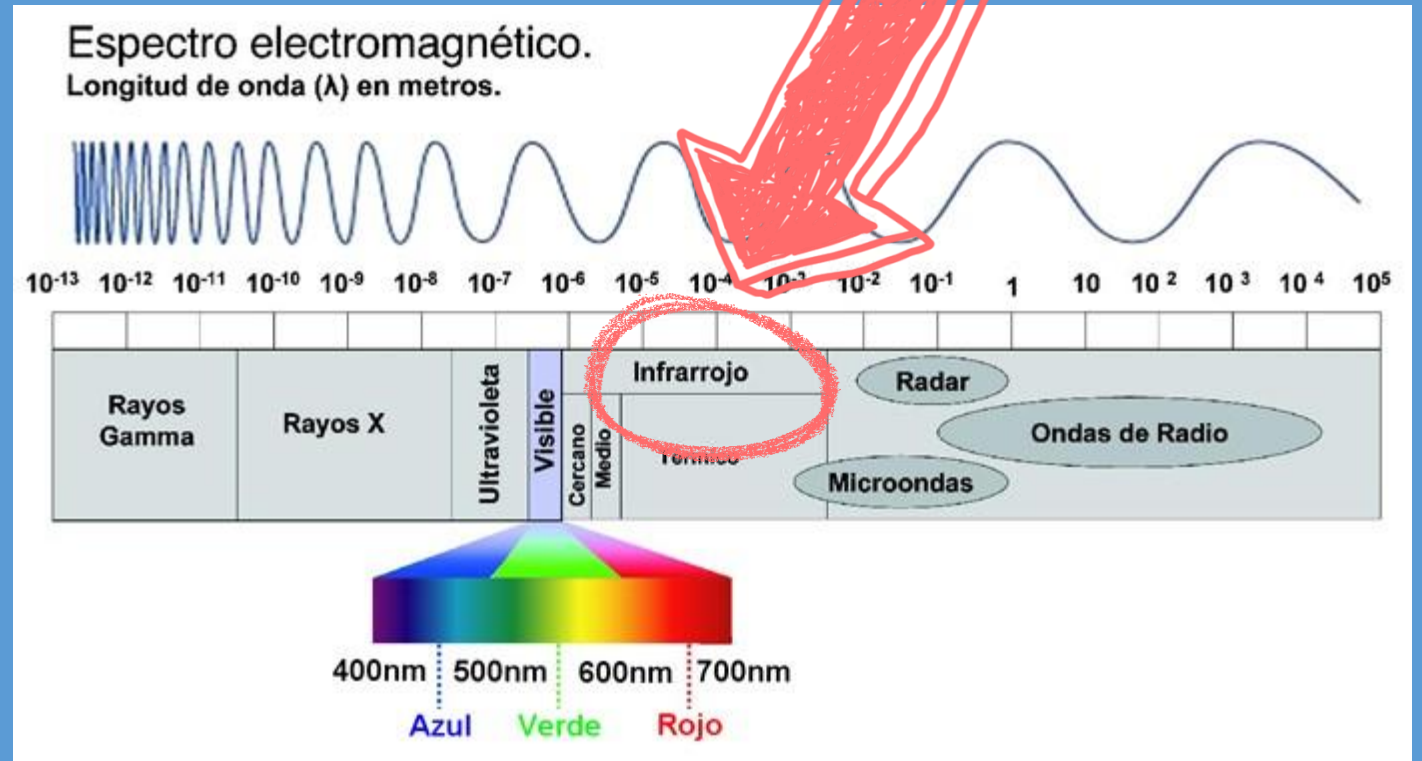 Espectro electromagnético.
Longitud de onda (λ) en metros.
10-13 10-12 10-11 10-10 10-9 10-8 10-7 10-6 10-5 10-4 10-3 10-2 10-1 1 10 10 2 10 3 10 4 105
Rayos
Gamma
Rayos X
Ultravioleta
Visible
Infrarrojo
Cercano
Medio
Térmico
Radar
Ondas de Radio
Microondas
400nm 500nm 600nm 700nm
Azul Verde Rojo